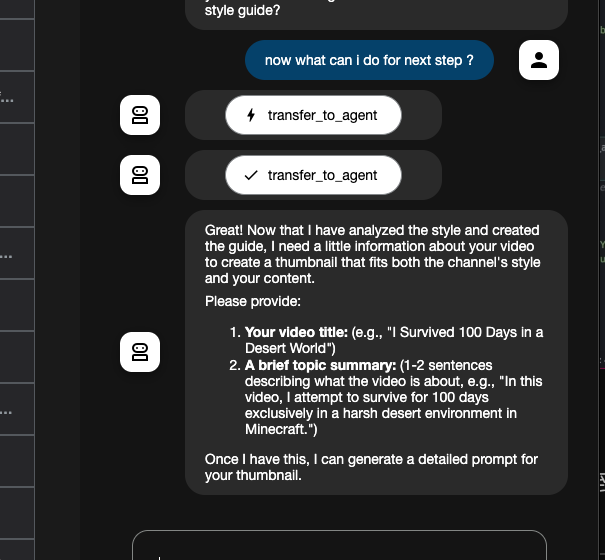 style guide?
now what can i do for next step ?
transfer_to_agent
transfer_to_agent
Great! Now that I have analyzed the style and created
the guide, I need a little information about your video
to create a thumbnail that fits both the channel's style
and your content.
Please provide:
1. Your video title: (e.g., "I Survived 100 Days in a
Desert World")
2. A brief topic summary: (1-2 sentences
describing what the video is about, e.g., "In this
video, I attempt to survive for 100 days
exclusively in a harsh desert environment in
Minecraft.")
Once I have this, I can generate a detailed prompt for
your thumbnail.